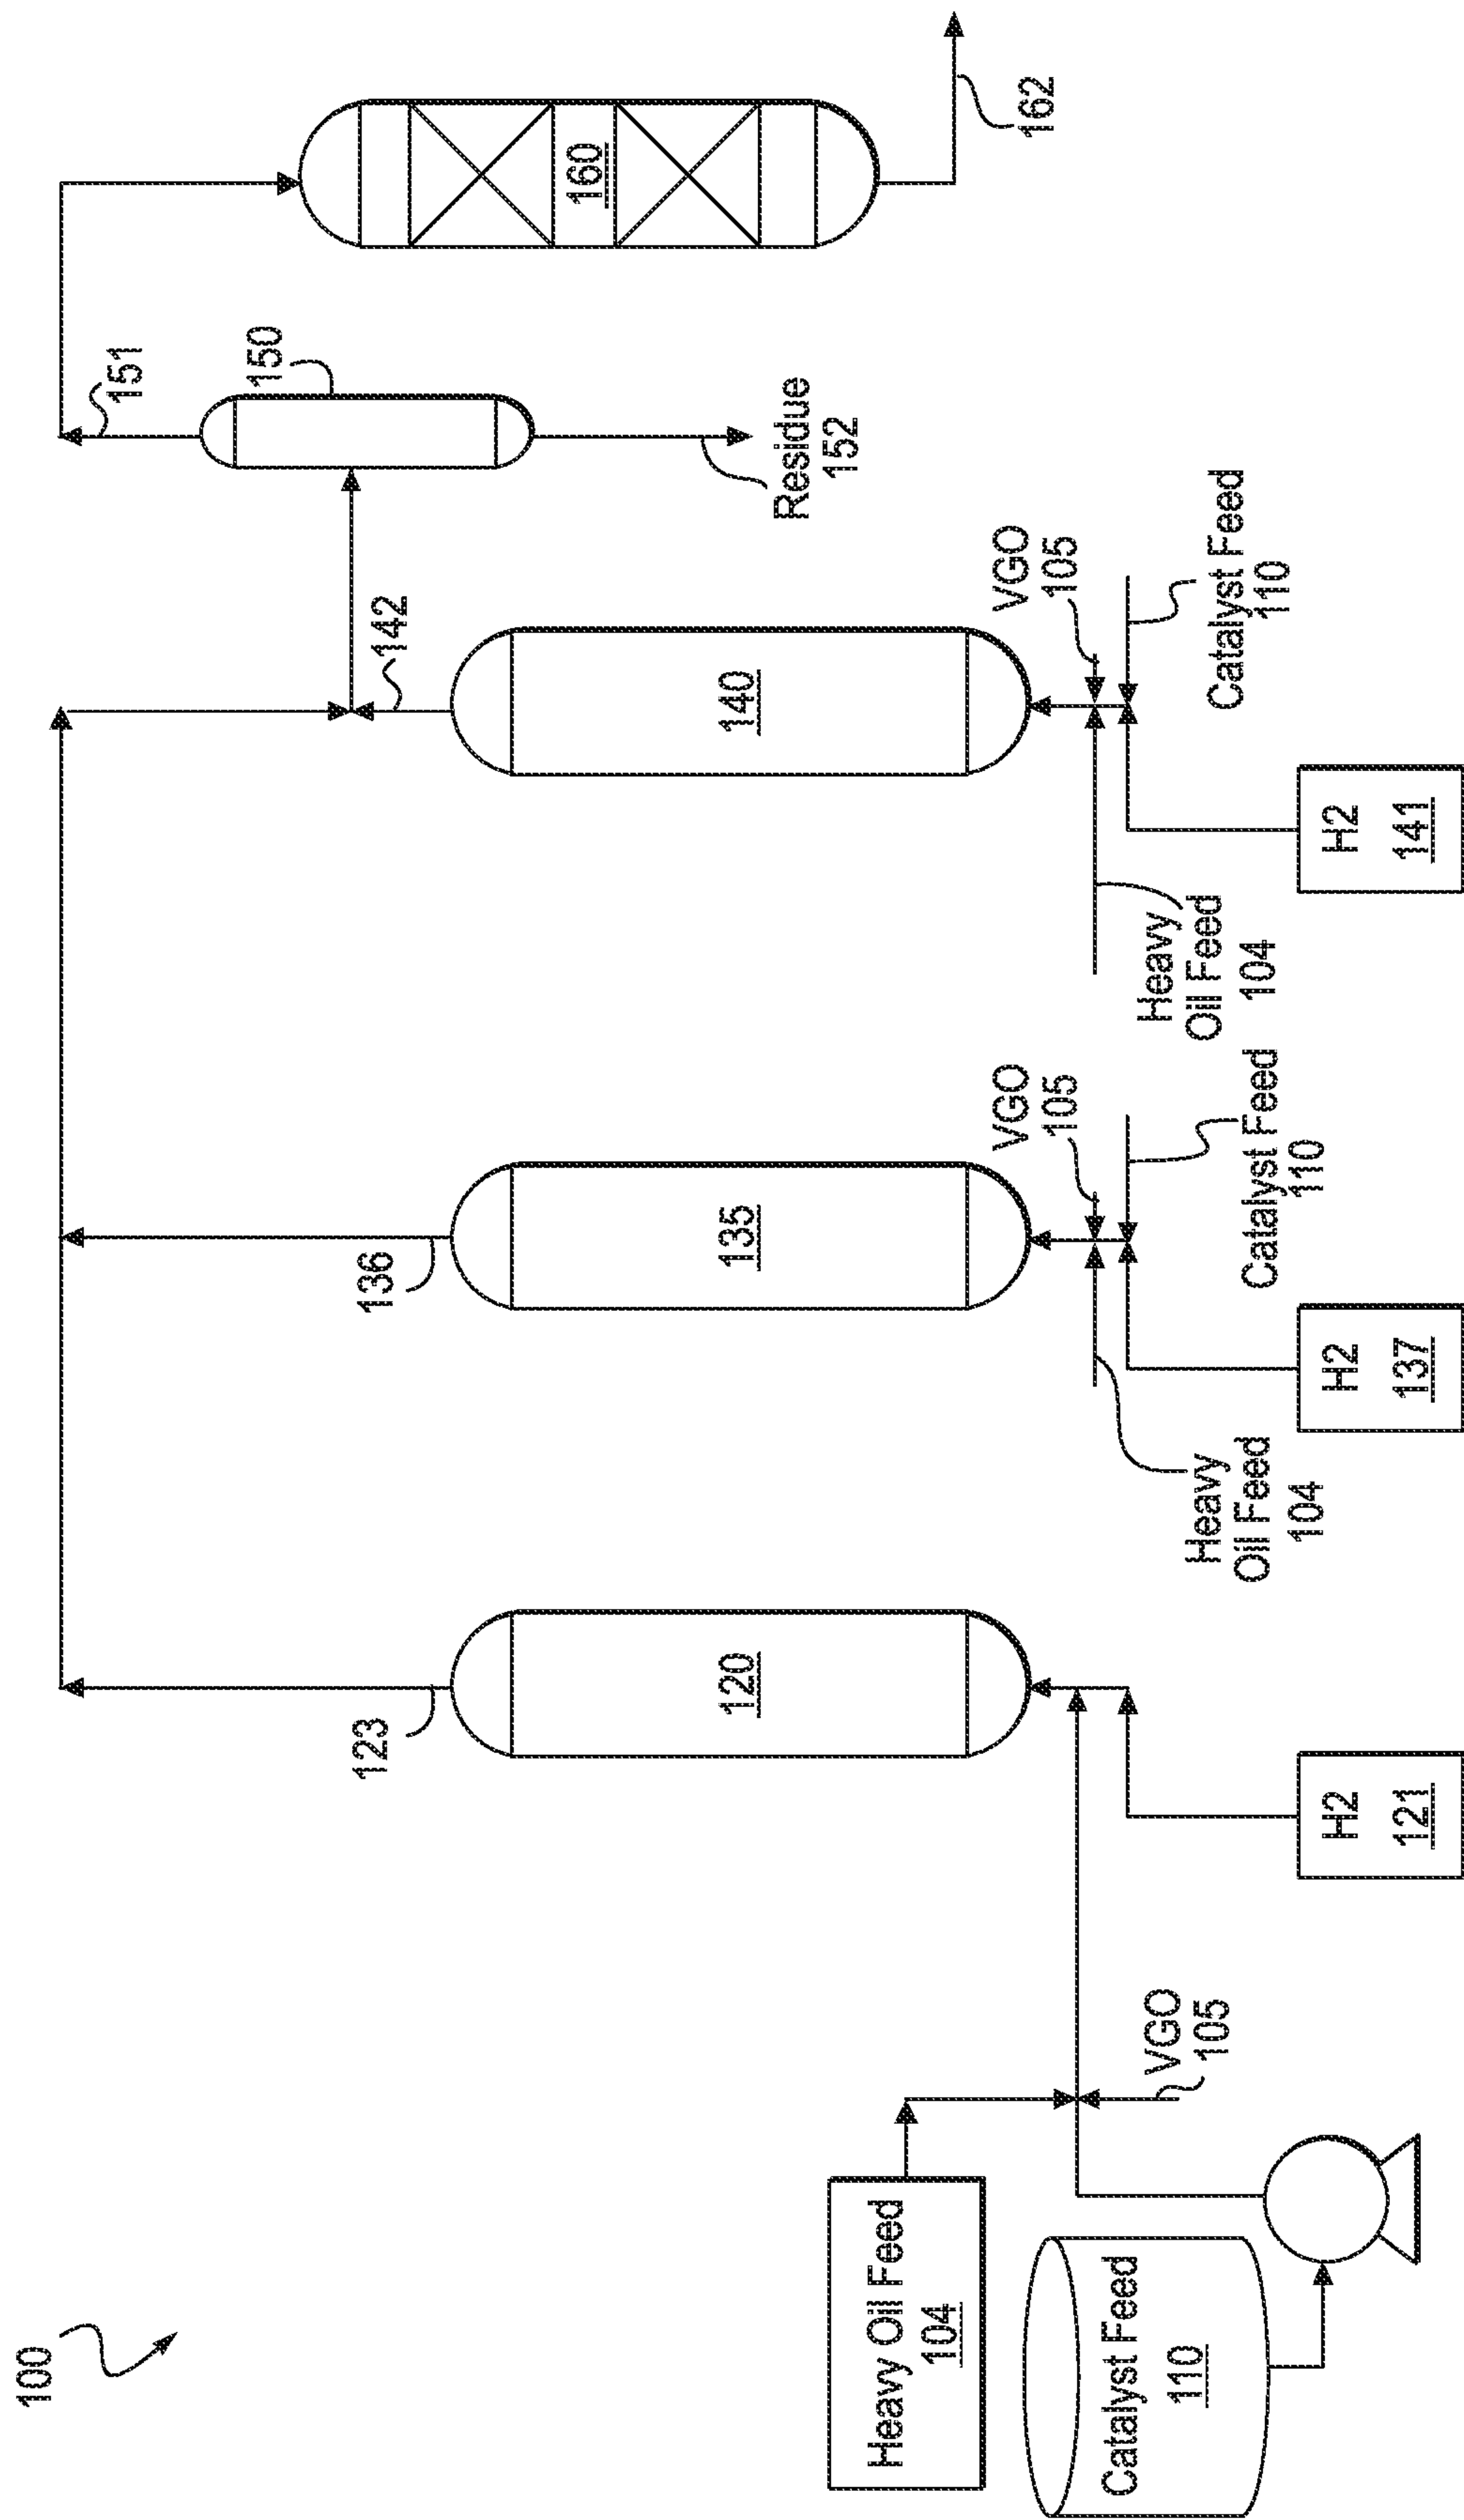 100
Heavy Oil Feed
104
Catalyst Feed
110
VGO
105
123
120
H2
121
136
135
VGO
105
Heavy
Oil Feed
104
Catalyst Feed
110
H2
137
142
140
VGO
105
Heavy
Oil Feed
104
Catalyst Feed
110
H2
141
151
150
Residue
152
160
162